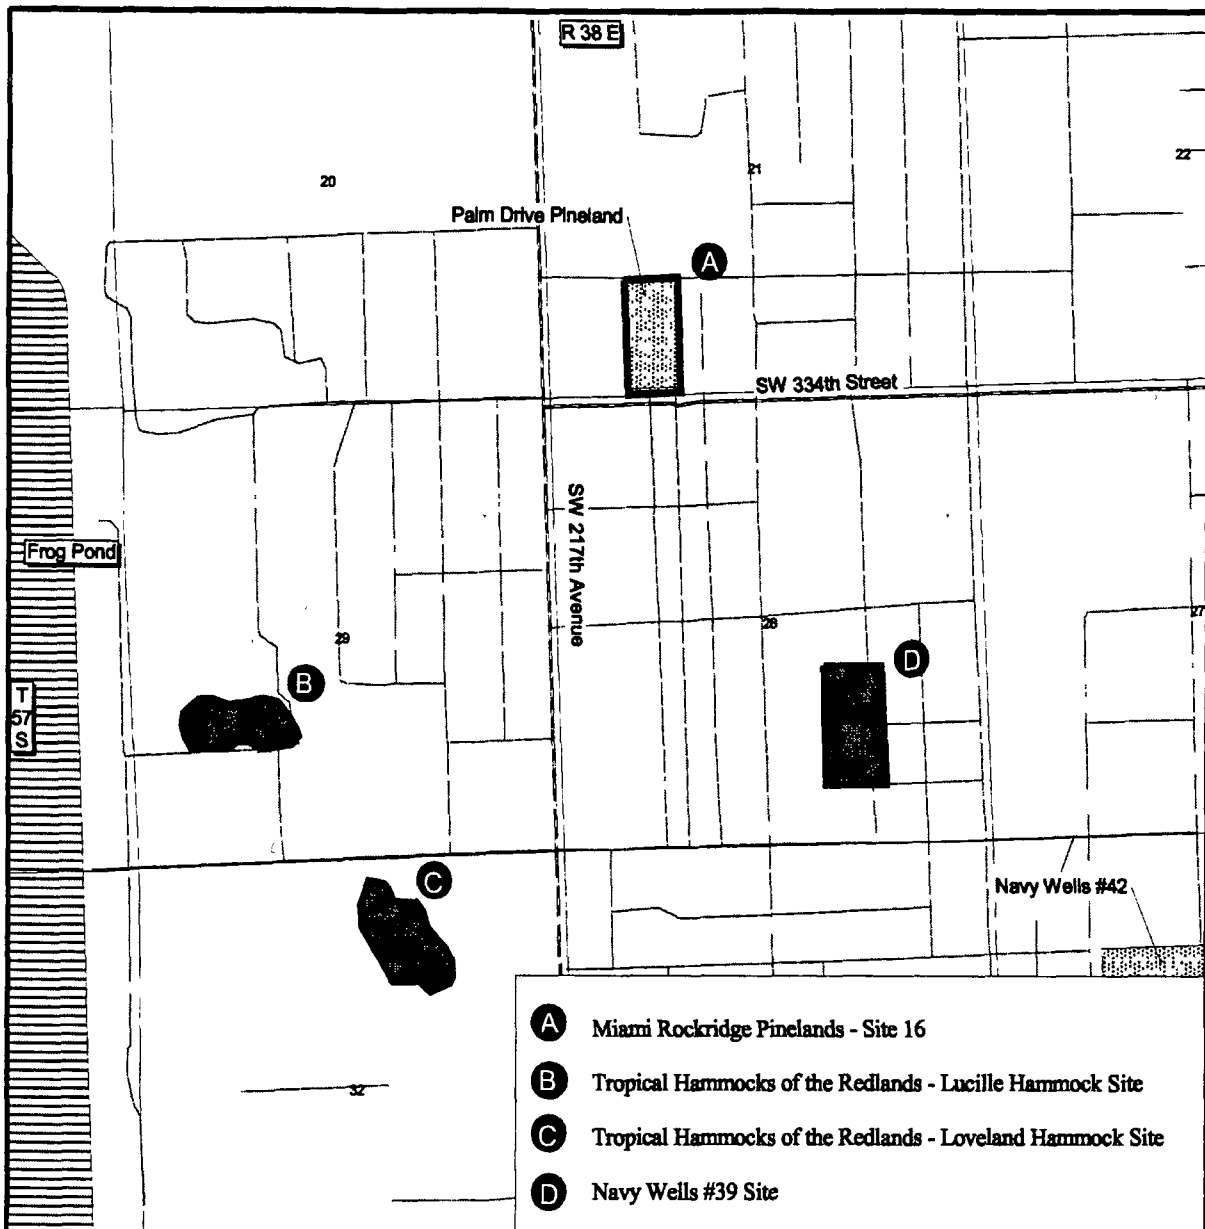 R 38 E
20
21
22
Palm Drive Pineland
A
SW 334th Street
SW 217th Avenue
Frog Pond
29
28
27
B
D
T
57
S
C
Navy Wells #42
32
A Miami Rockridge Pinelands - Site 16
B Tropical Hammocks of the Redlands - Lucille Hammock Site
C Tropical Hammocks of the Redlands - Loveland Hammock Site
D Navy Wells #39 Site